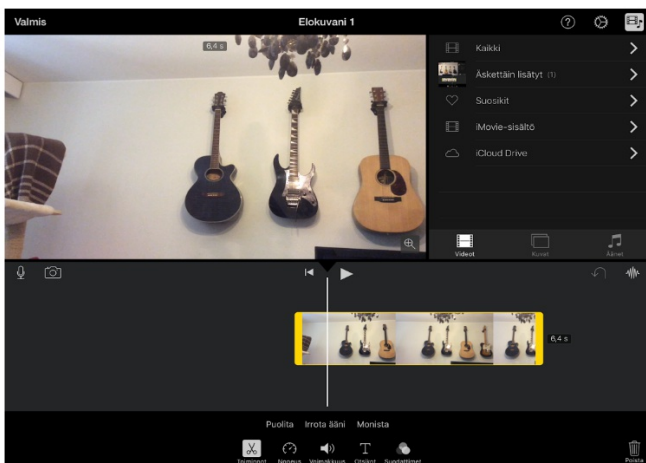 Valmis
Elokuvani 1
?
6,4 s
Kaikki
Äskettäin lisätyt (1)
Suosikit
iMovie-sisältö
iCloud Drive
Videot
Kuvat
Äänet
6,4 s
Puolita Irrota ääni Monista
Toiminnot Nopeus Voimakkuus Otsikot Suodattimet
Poista